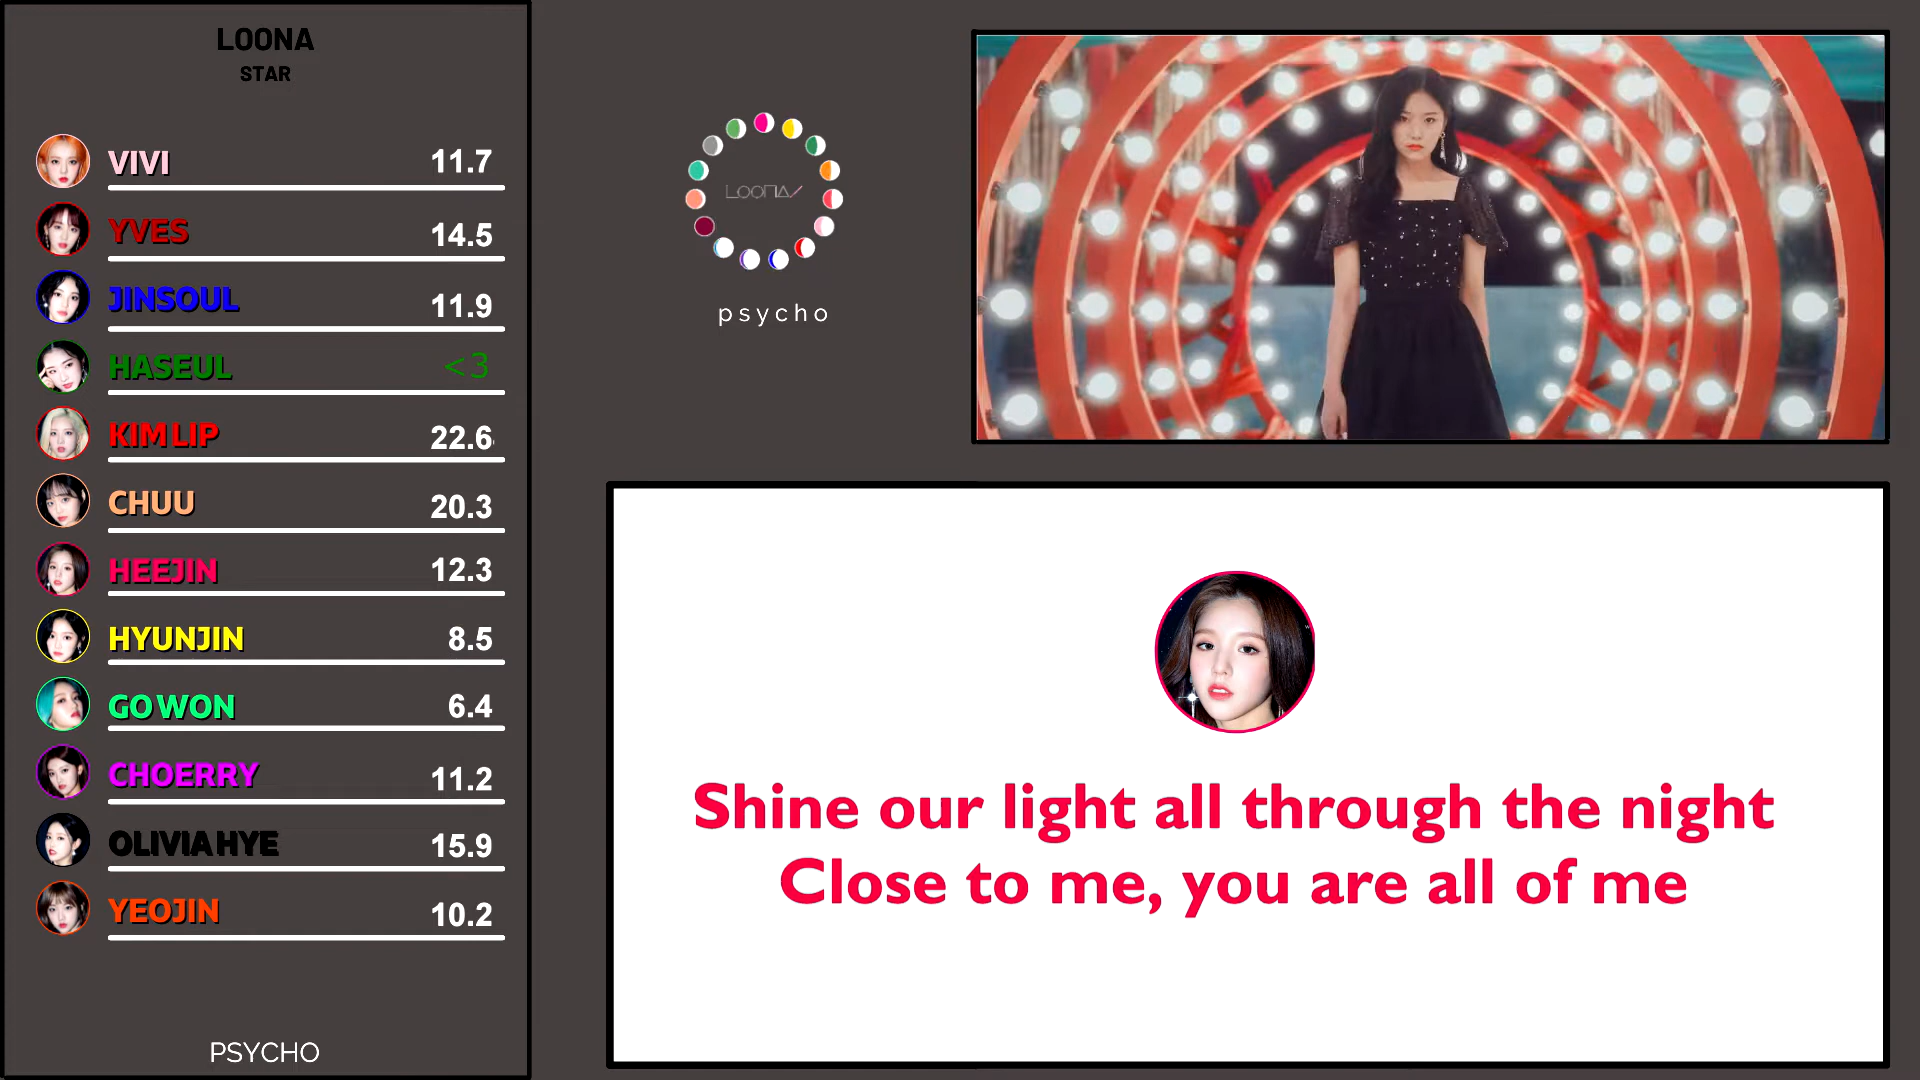 LOONA
STAR
VIVI 11.7
YVES 14.5
JINSOUL 11.9
HASEUL <3
KIM LIP 22.6
CHUU 20.3
HEEJIN 12.3
HYUNJIN 8.5
GO WON 6.4
CHOERRY 11.2
OLIVIA HYE 15.9
YEOJIN 10.2
PSYCHO
LOONA
psycho
Shine our light all through the night
Close to me, you are all of me